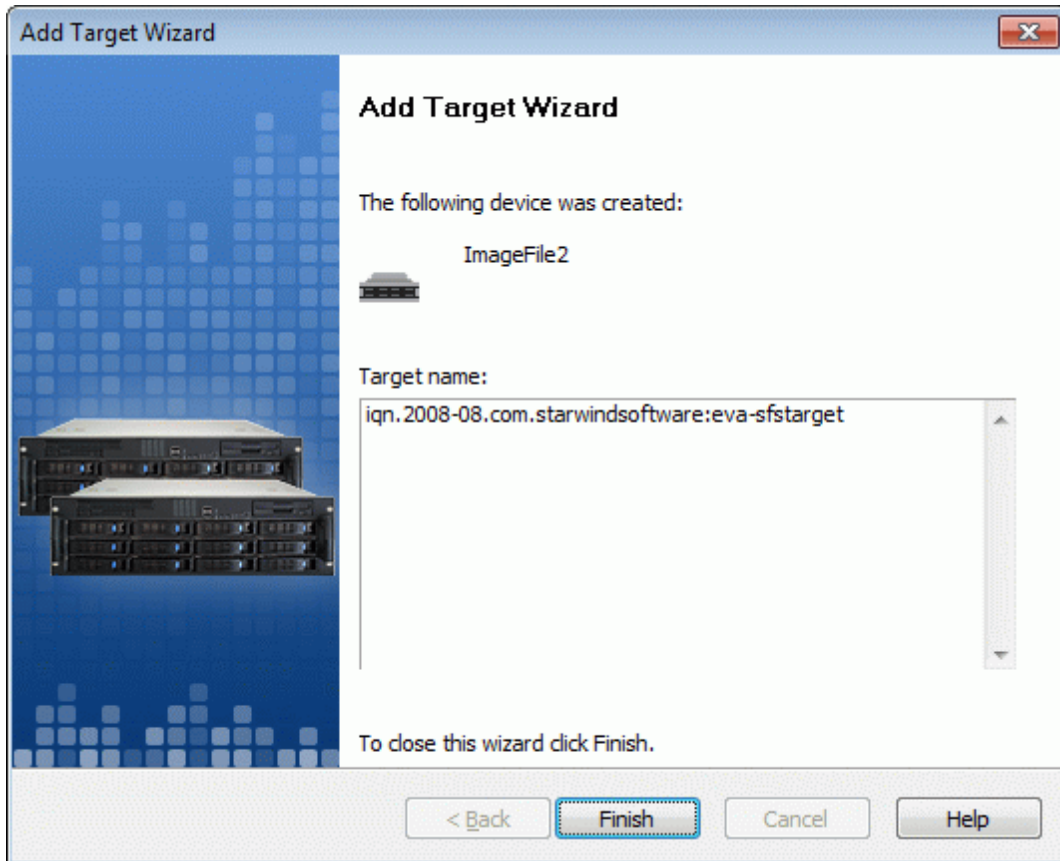 Add Target Wizard
Add Target Wizard
The following device was created:
ImageFile2
Target name:
iqn.2008-08.com.starwindsoftware:eva-sfstarget
To close this wizard click Finish.
< Back
Finish
Cancel
Help